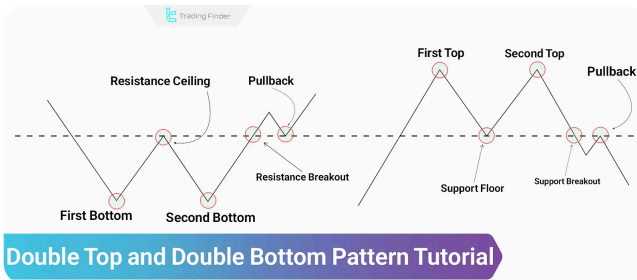 Trading Finder
First Top
Second Top
Resistance Ceiling
Pullback
Pullback
Resistance Breakout
Support Floor
Support Breakout
First Bottom
Second Bottom
Double Top and Double Bottom Pattern Tutorial